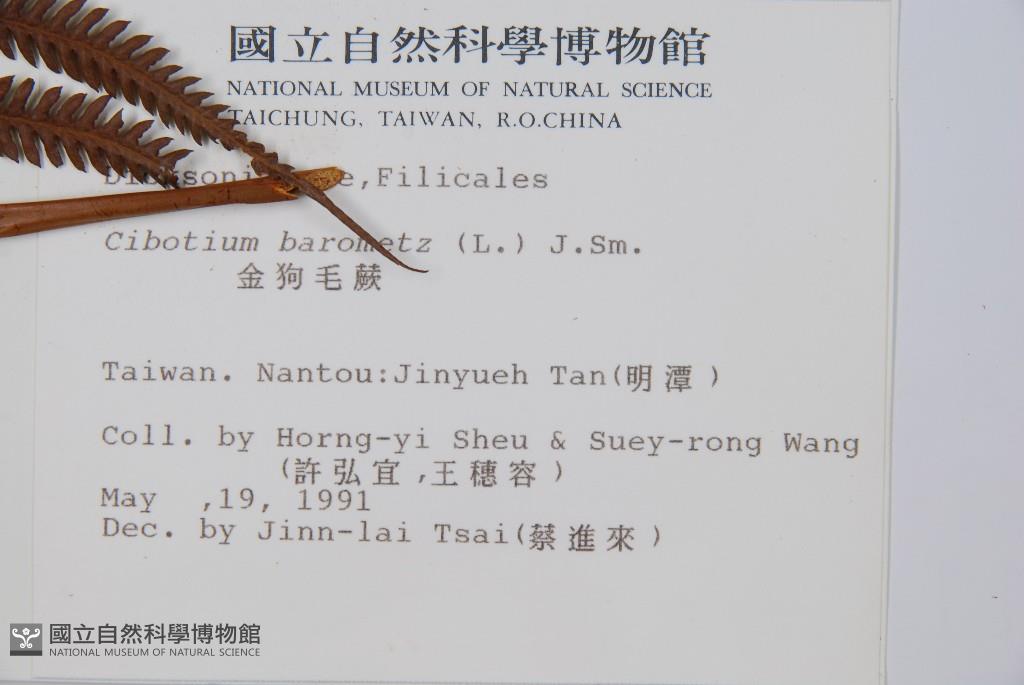 國立自然科學博物館
NATIONAL MUSEUM OF NATURAL SCIENCE
TAICHUNG, TAIWAN, R.O.CHINA
,Filicales
Cibotium barometz (L.) J.Sm.
金狗毛蕨
Taiwan. Nantou:Jinyueh Tan(明潭)
Coll. by Horng-yi Sheu & Suey-rong Wang
(許弘宜,王穗容)
May ,19, 1991
Dec. by Jinn-lai Tsai(蔡進來)
國立自然科學博物館
NATIONAL MUSEUM OF NATURAL SCIENCE